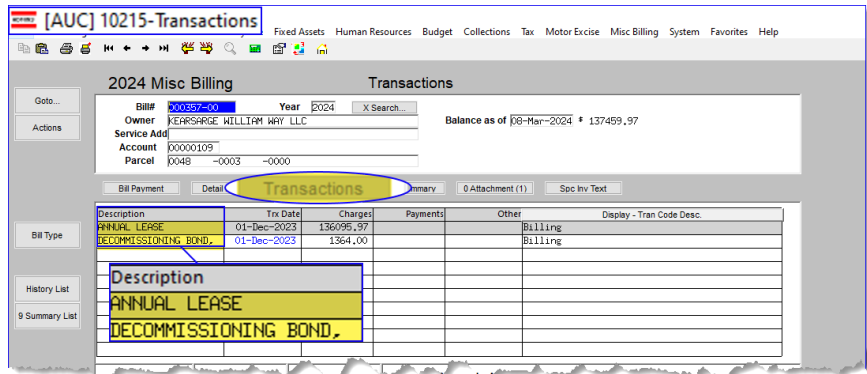 [AUC] 10215-Transactions
Fixed Assets Human Resources Budget Collections Tax Motor Excise Misc Billing System Favorites Help
2024 Misc Billing Transactions
Goto...
Actions
Bill# 000357-00 Year 2024 X Search...
Owner KEARSARGE WILLIAM WAY LLC Balance as of 08-Mar-2024 * 137459.97
Service Add
Account 00000109
Parcel 0048 -0003 -0000
Bill Payment Detail Transactions 0 Attachment (1) Spc Inv Text
Description Trx Date Charges Payments Other Display - Tran Code Desc.
ANNUAL LEASE 01-Dec-2023 136095.97 Billing
DECOMMISSIONING BOND, 01-Dec-2023 1364.00 Billing
Bill Type
Description
ANNUAL LEASE
DECOMMISSIONING BOND,
History List
9 Summary List